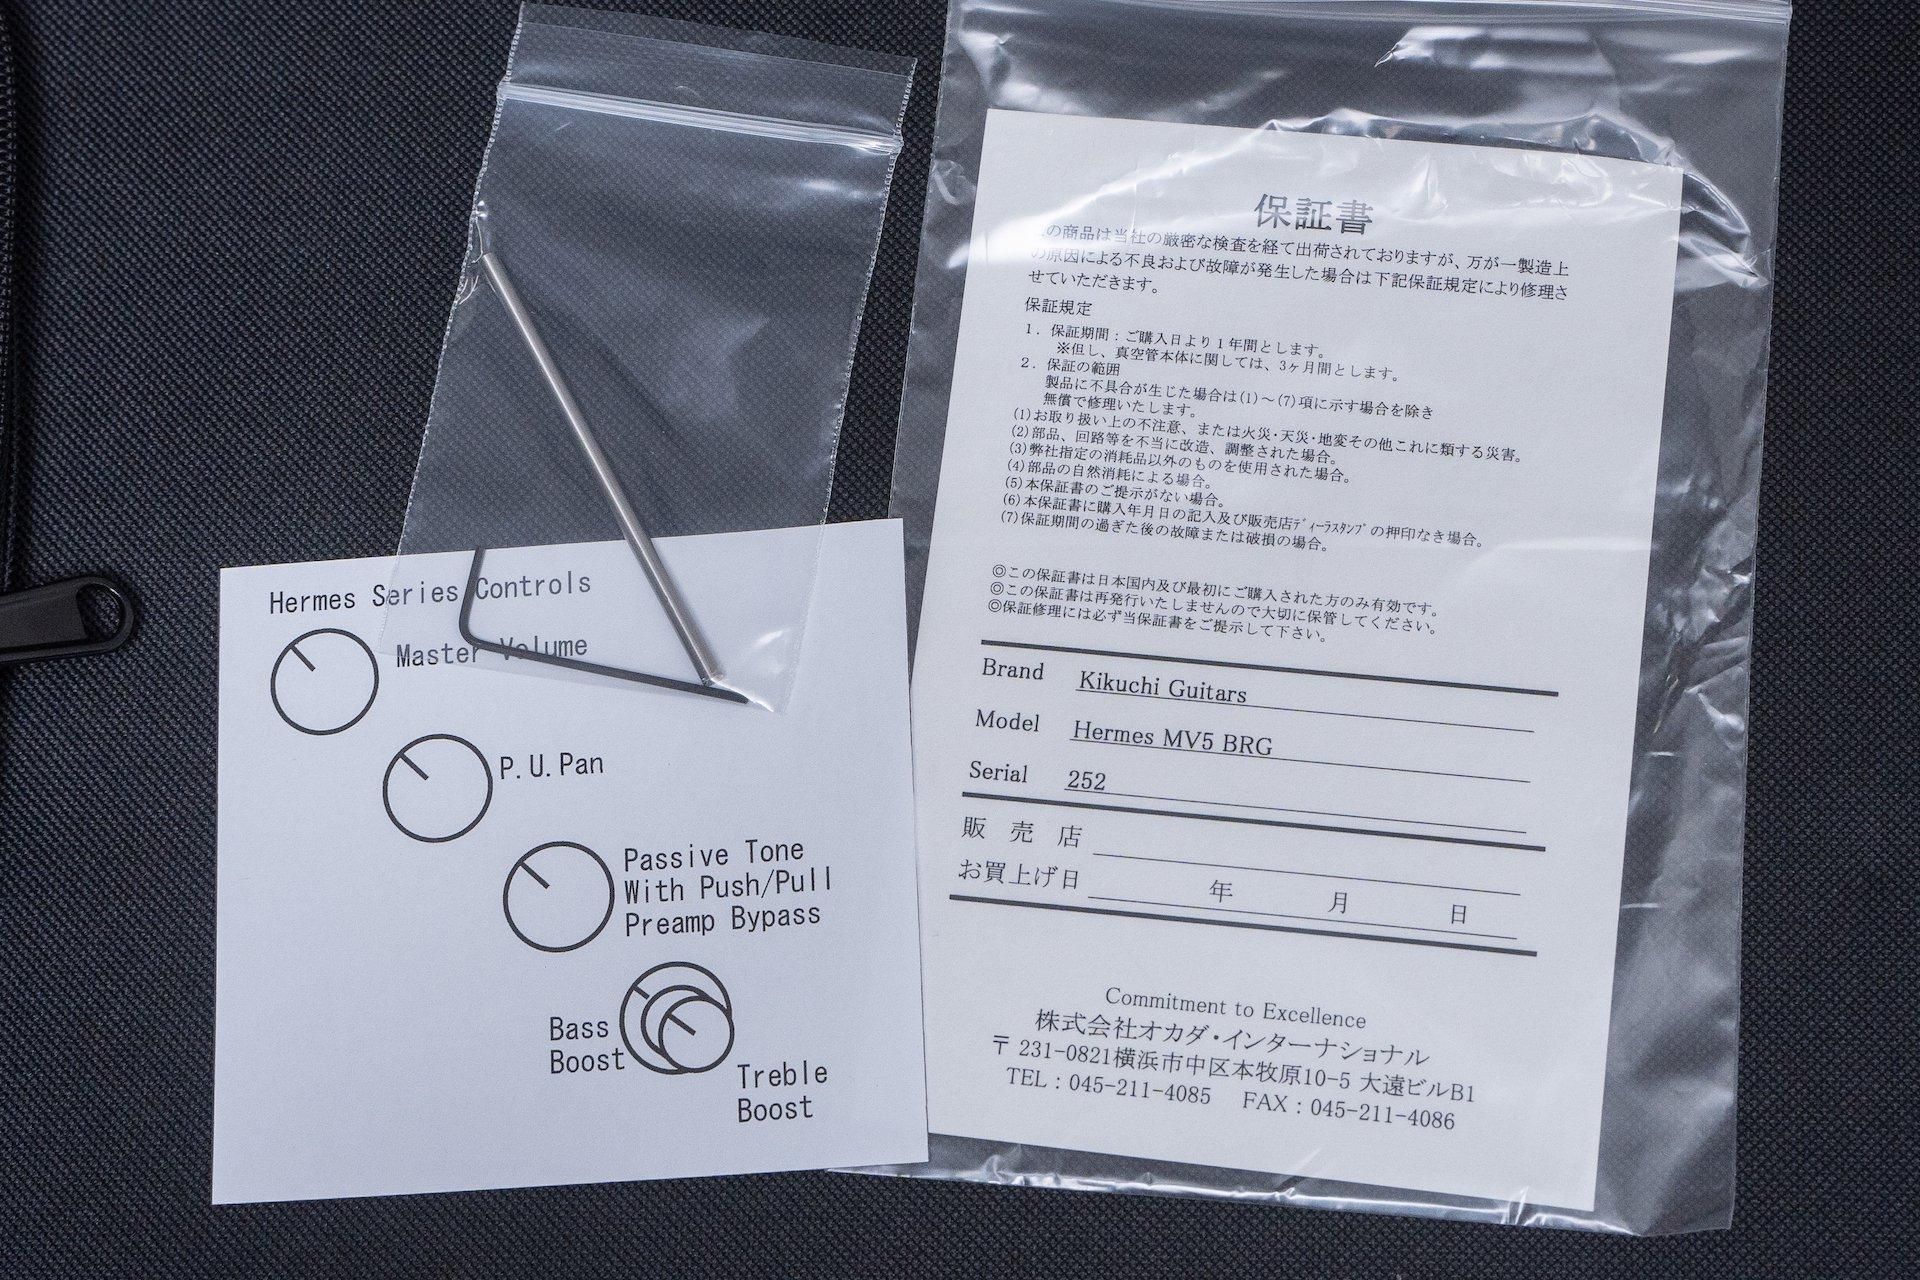 Hermes Series Controls
Master Volume
P.U.Pan
Passive Tone
With Push/Pull
Preamp Bypass
Bass
Boost
Treble
Boost
保証書
この商品は当社の厳密な検査を経て出荷されておりますが、万が一製造上
の原因による不良および故障が発生した場合は下記保証規定により修理さ
せていただきます。
保証規定
1. 保証期間：ご購入日より1年間とします。
※但し、真空管本体に関しては、3ヶ月間とします。
2. 保証の範囲
製品に不具合が生じた場合は(1)～(7)項に示す場合を除き
無償で修理いたします。
(1)お取り扱い上の不注意、または火災・天災・地変その他これに類する災害。
(2)部品、回路等を不当に改造、調整された場合。
(3)弊社指定の消耗品以外のものを使用された場合。
(4)部品の自然消耗による場合。
(5)本保証書のご提示がない場合。
(6)本保証書に購入年月日の記入及び販売店ﾃﾞｨｰﾗｽﾀﾝﾌﾟの押印なき場合。
(7)保証期間の過ぎた後の故障または破損の場合。
◎この保証書は日本国内及び最初にご購入された方のみ有効です。
◎この保証書は再発行いたしませんので大切に保管してください。
◎保証修理には必ず当保証書をご提示して下さい。
Brand Kikuchi Guitars
Model Hermes MV5 BRG
Serial 252
販 売 店
お買上げ日 年 月 日
Commitment to Excellence
株式会社オカダ・インターナショナル
〒 231-0821横浜市中区本牧原10-5 大遠ビルB1
TEL : 045-211-4085 FAX : 045-211-4086